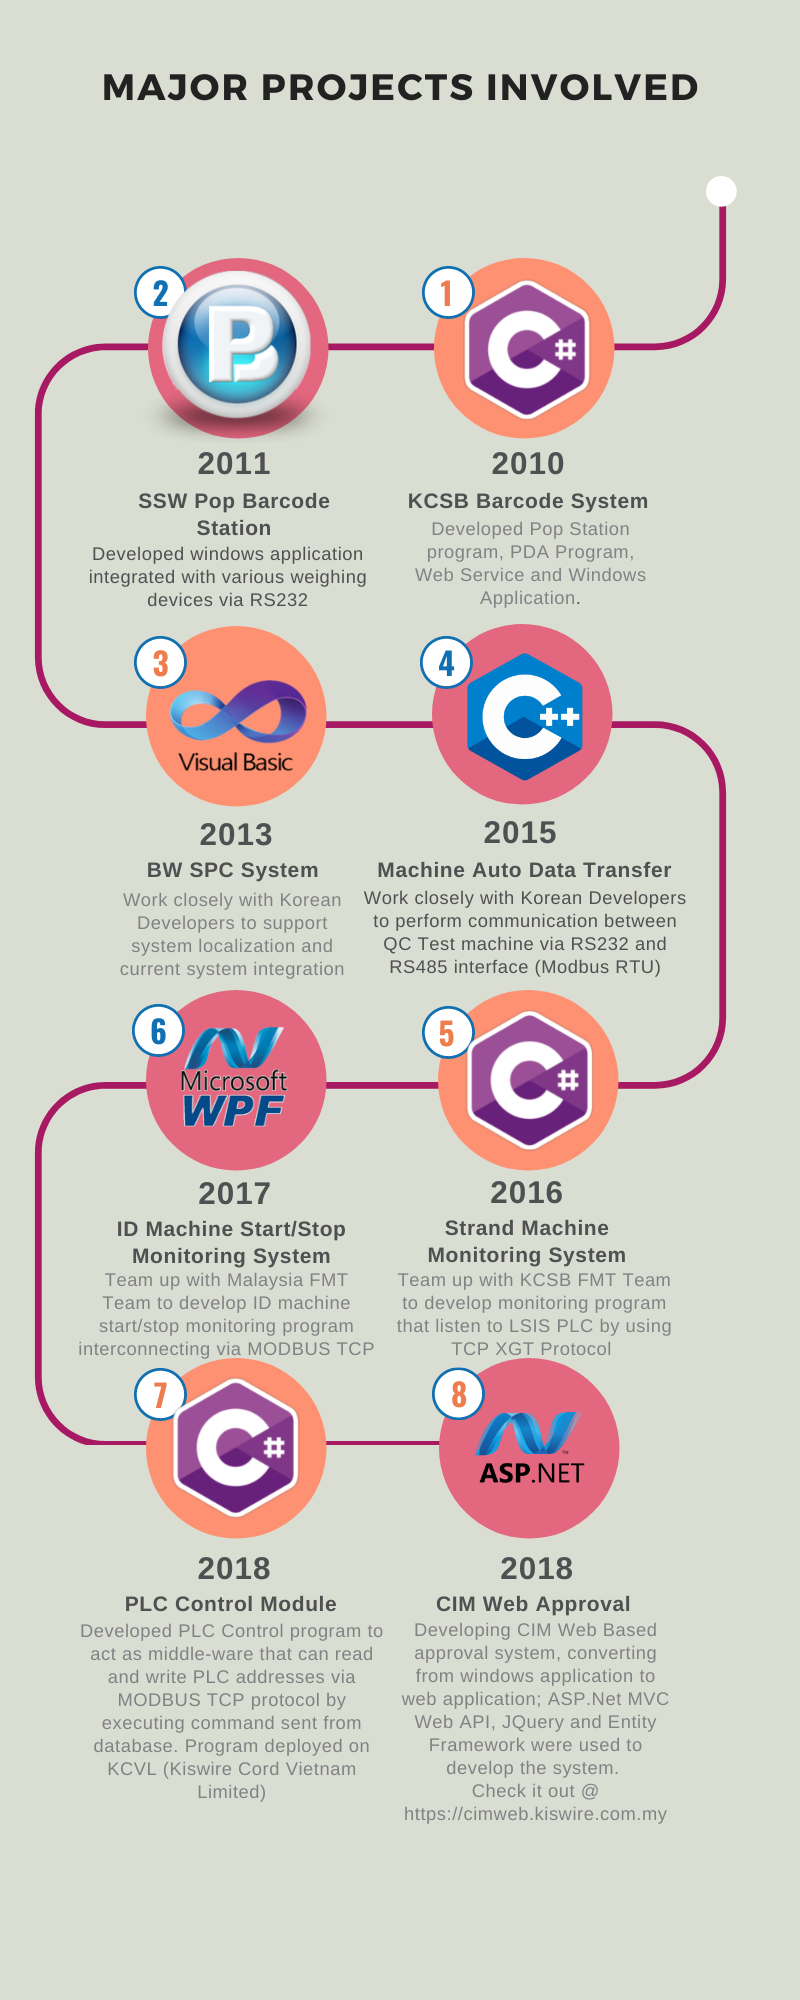 MAJOR PROJECTS INVOLVED
1
C#
2010
KCSB Barcode System
Developed Pop Station
program, PDA Program,
Web Service and Windows
Application.
2
PB
2011
SSW Pop Barcode
Station
Developed windows application
integrated with various weighing
devices via RS232
3
Visual Basic
2013
BW SPC System
Work closely with Korean
Developers to support
system localization and
current system integration
4
C++
2015
Machine Auto Data Transfer
Work closely with Korean Developers
to perform communication between
QC Test machine via RS232 and
RS485 interface (Modbus RTU)
5
C#
2016
Strand Machine
Monitoring System
Team up with KCSB FMT Team
to develop monitoring program
that listen to LSIS PLC by using
TCP XGT Protocol
6
Microsoft
WPF
2017
ID Machine Start/Stop
Monitoring System
Team up with Malaysia FMT
Team to develop ID machine
start/stop monitoring program
interconnecting via MODBUS TCP
7
C#
2018
PLC Control Module
Developed PLC Control program to
act as middle-ware that can read
and write PLC addresses via
MODBUS TCP protocol by
executing command sent from
database. Program deployed on
KCVL (Kiswire Cord Vietnam
Limited)
8
TM
ASP.NET
2018
CIM Web Approval
Developing CIM Web Based
approval system, converting
from windows application to
web application; ASP.Net MVC
Web API, JQuery and Entity
Framework were used to
develop the system.
Check it out @
https://cimweb.kiswire.com.my